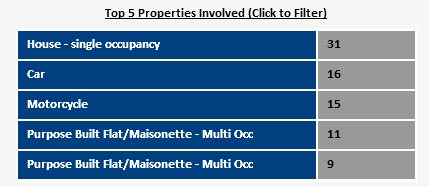 Top 5 Properties Involved (Click to Filter)
House - single occupancy 31
Car 16
Motorcycle 15
Purpose Built Flat/Maisonette - Multi Occ 11
Purpose Built Flat/Maisonette - Multi Occ 9